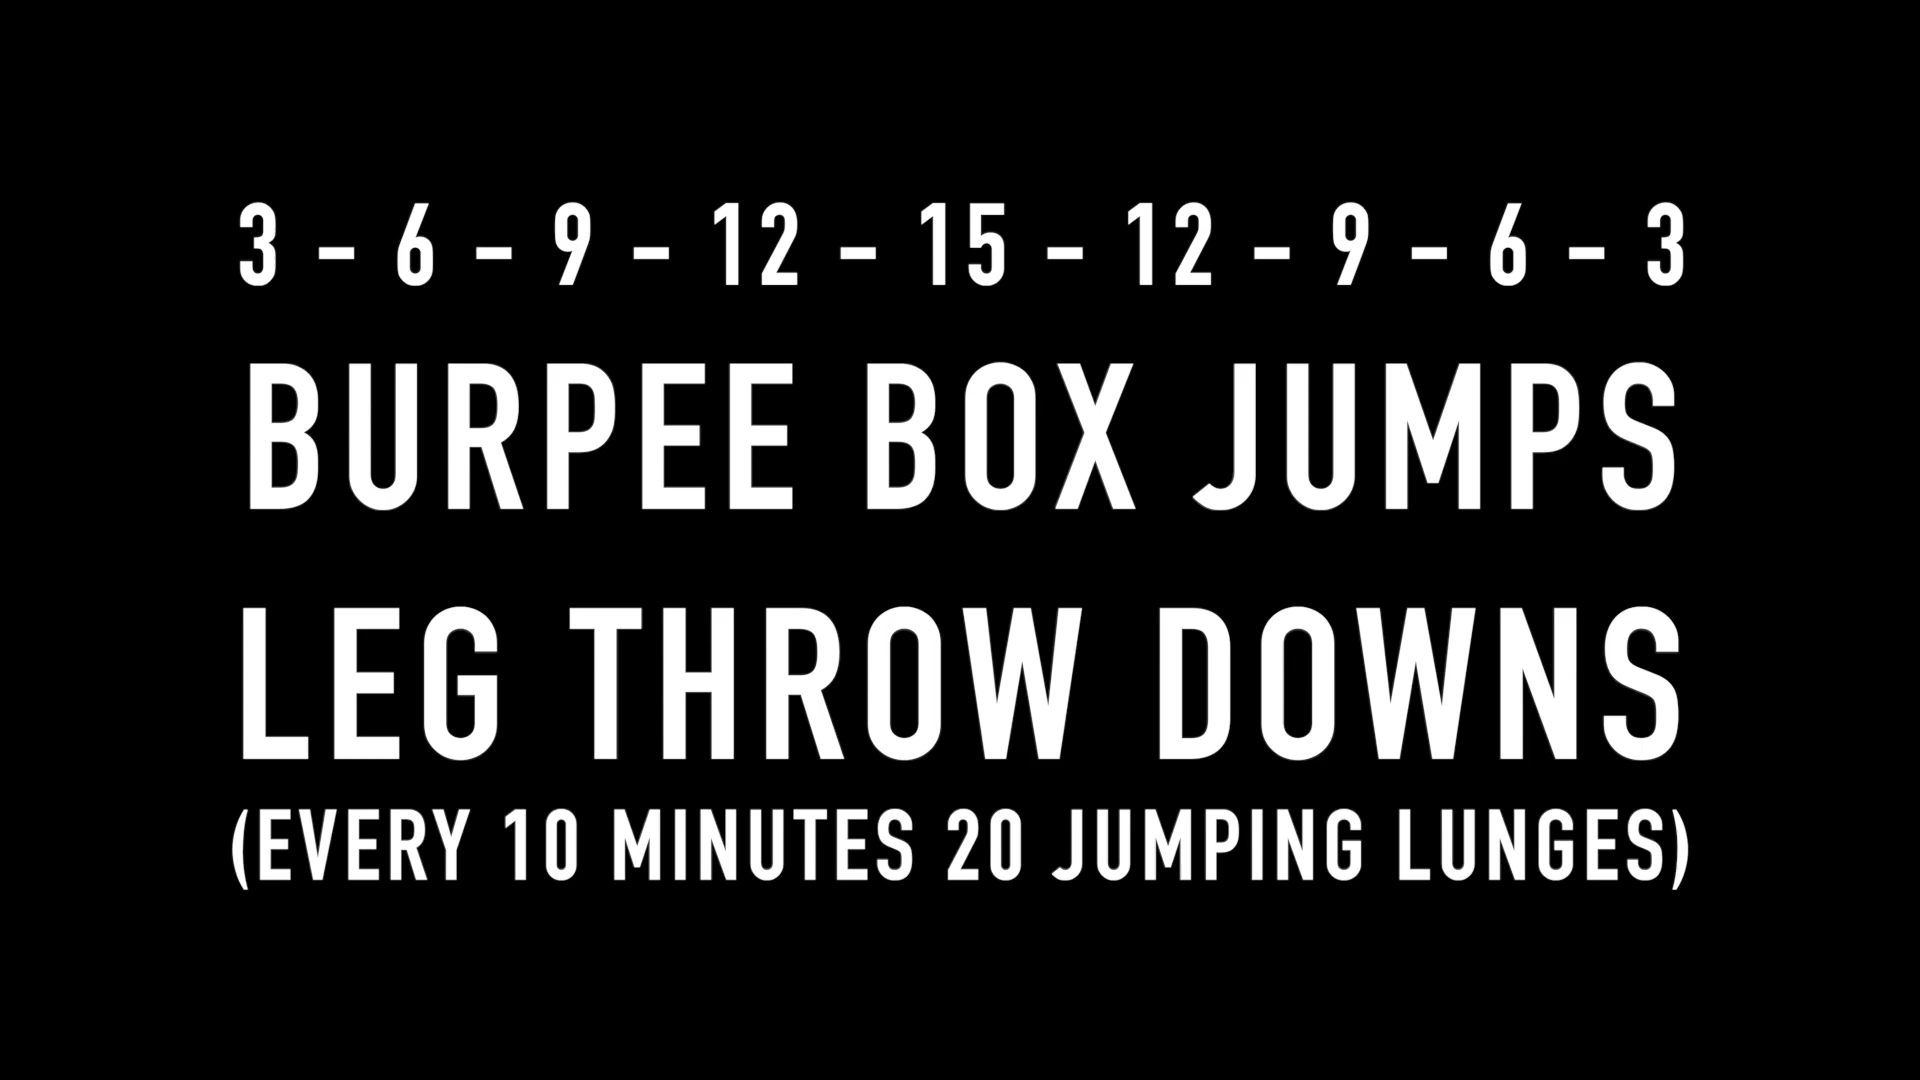 3 - 6 - 9 - 12 - 15 - 12 - 9 - 6 - 3
BURPEE BOX JUMPS
LEG THROW DOWNS
(EVERY 10 MINUTES 20 JUMPING LUNGES)